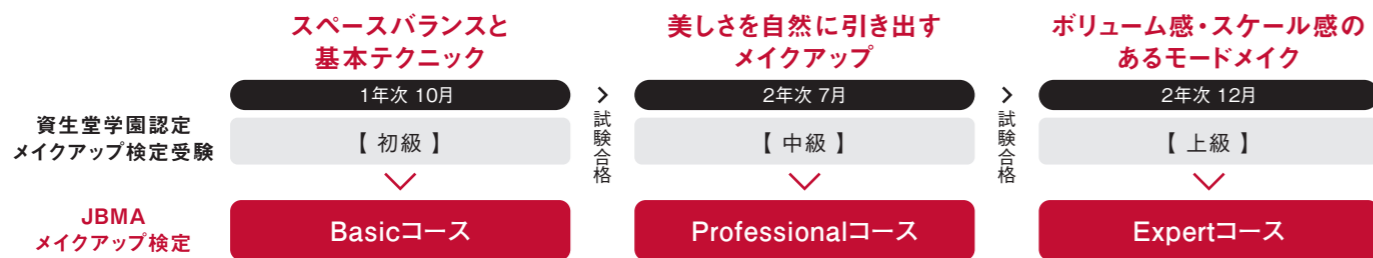 スペースバランスと
基本テクニック
美しさを自然に引き出す
メイクアップ
ボリューム感・スケール感の
あるモードメイク
1年次 10月
2年次 7月
2年次 12月
資生堂学園認定
メイクアップ検定受験
【 初級 】
試験合格
【 中級 】
試験合格
【 上級 】
JBMA
メイクアップ検定
Basicコース
Professionalコース
Expertコース